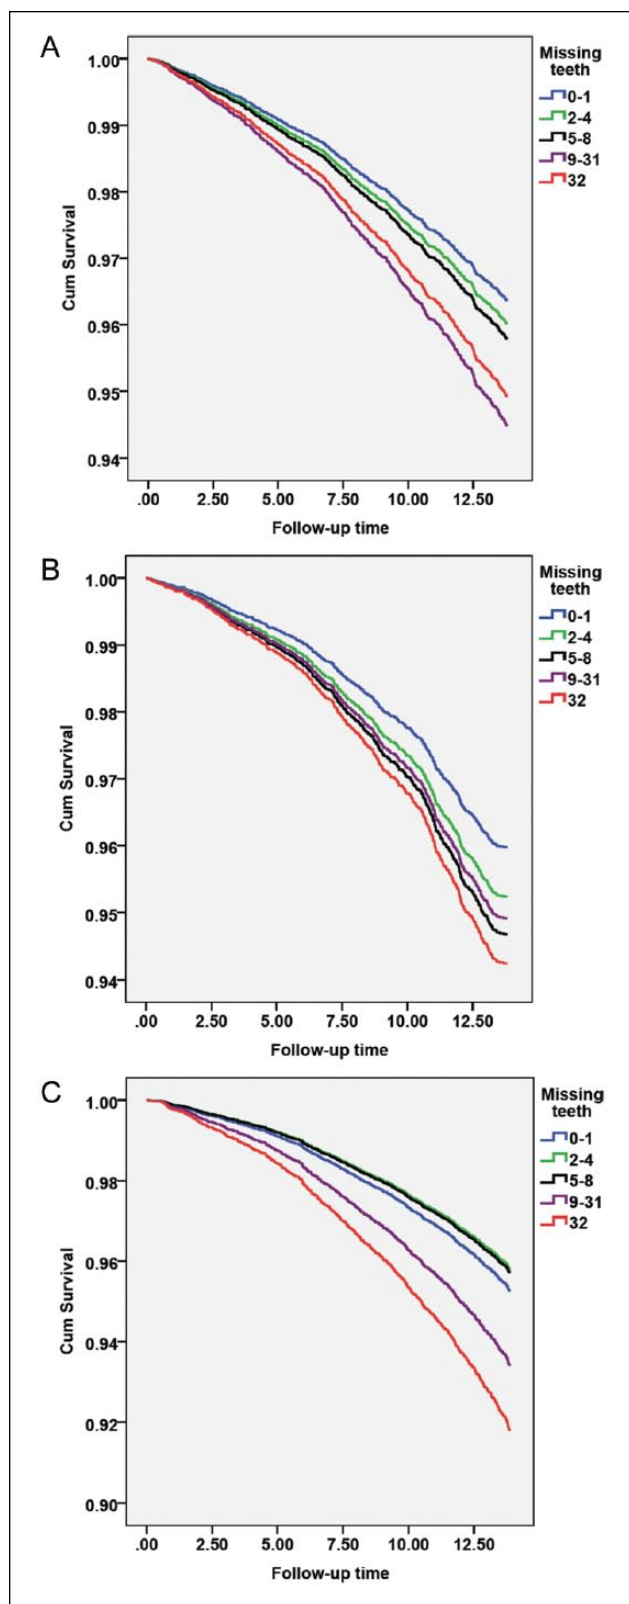 A
Missing
teeth
0-1
2-4
5-8
9-31
32
1.00
0.99
0.98
0.97
0.96
0.95
0.94
Cum Survival
.00 2.50 5.00 7.50 10.00 12.50
Follow-up time
B
Missing
teeth
0-1
2-4
5-8
9-31
32
1.00
0.99
0.98
0.97
0.96
0.95
0.94
Cum Survival
.00 2.50 5.00 7.50 10.00 12.50
Follow-up time
C
Missing
teeth
0-1
2-4
5-8
9-31
32
1.00
0.98
0.96
0.94
0.92
0.90
Cum Survival
.00 2.50 5.00 7.50 10.00 12.50
Follow-up time